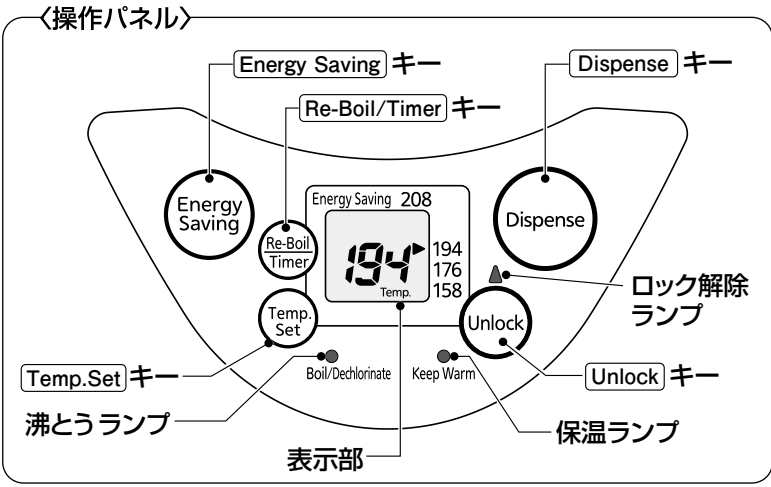 〈操作パネル〉
Energy Saving キー
Dispense キー
Re-Boil/Timer キー
Energy
Saving
Re-Boil
Timer
Energy Saving 208
194
Temp.
194
176
158
Dispense
Temp.
Set
Unlock
ロック解除
ランプ
Boil/Dechlorinate
Keep Warm
Temp.Set キー
Unlock キー
沸とうランプ
保温ランプ
表示部